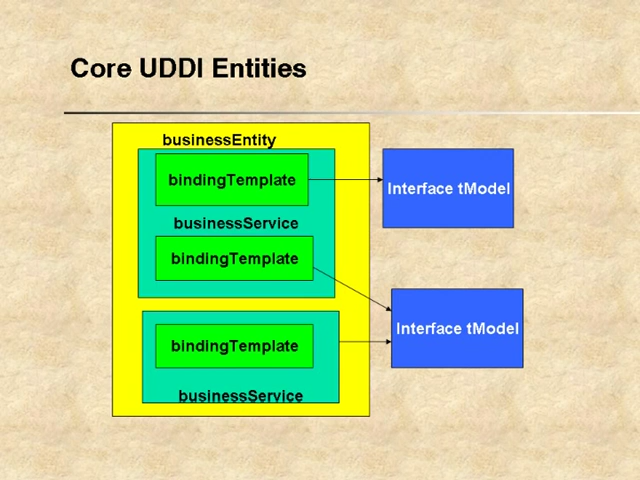 Core UDDI Entities
businessEntity
bindingTemplate
Interface tModel
businessService
bindingTemplate
Interface tModel
bindingTemplate
businessService